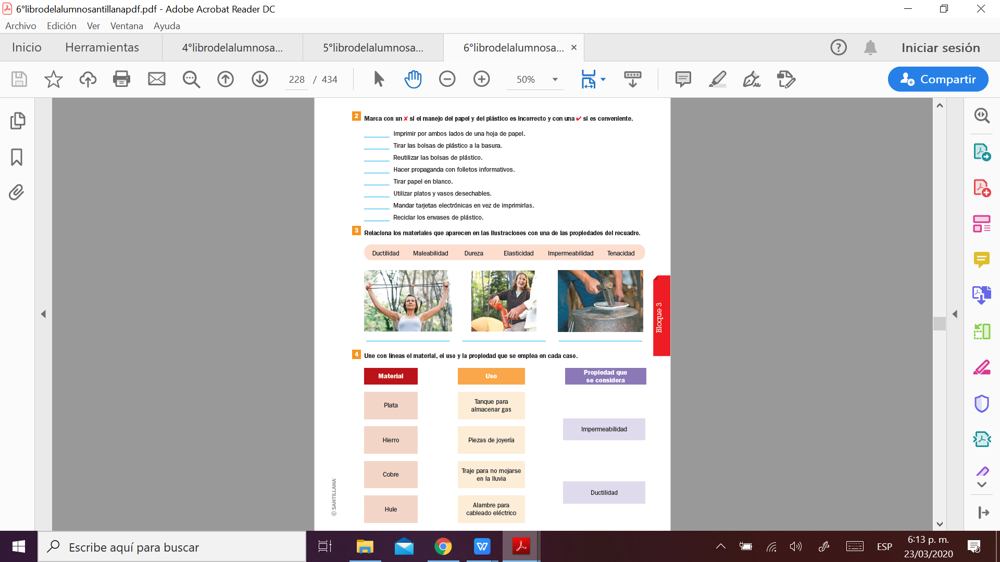 6°librodelalumnosantillanapdf.pdf - Adobe Acrobat Reader DC
Archivo Edición Ver Ventana Ayuda
Inicio Herramientas 4°librodelalumnosa... 5°librodelalumnosa... 6°librodelalumnosa... × Iniciar sesión
228 / 434 50% Compartir
2 Marca con un ✘ si el manejo del papel y del plástico es incorrecto y con una ✔ si es conveniente.
Imprimir por ambos lados de una hoja de papel.
Tirar las bolsas de plástico a la basura.
Reutilizar las bolsas de plástico.
Hacer propaganda con folletos informativos.
Tirar papel en blanco.
Utilizar platos y vasos desechables.
Mandar tarjetas electrónicas en vez de imprimirlas.
Reciclar los envases de plástico.
3 Relaciona los materiales que aparecen en las ilustraciones con una de las propiedades del recuadro.
Ductilidad Maleabilidad Dureza Elasticidad Impermeabilidad Tenacidad
Bloque 3
4 Une con líneas el material, el uso y la propiedad que se emplea en cada caso.
Material Uso Propiedad que
se considera
Plata Tanque para
almacenar gas
Impermeabilidad
Hierro Piezas de joyería
Cobre Traje para no mojarse
en la lluvia
Ductilidad
Hule Alambre para
cableado eléctrico
© SANTILLANA
Escribe aquí para buscar
ESP
6:13 p. m.
23/03/2020